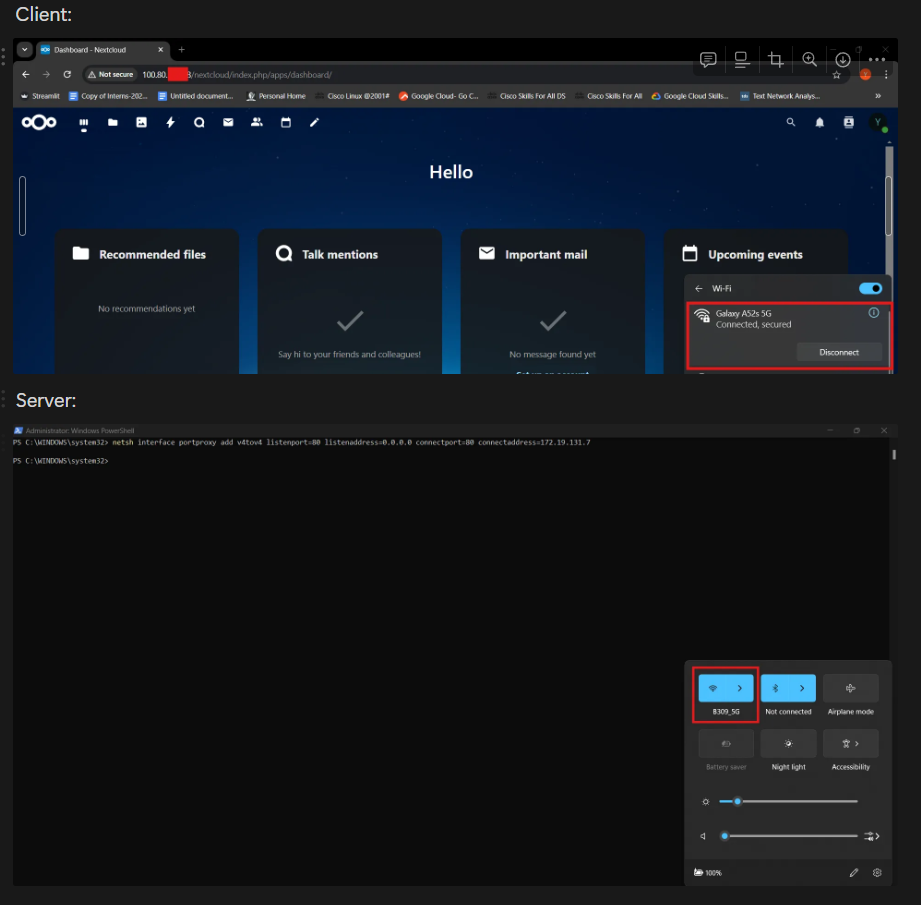 Client:
Dashboard - Nextcloud
Not secure 100.80. 3/nextcloud/index.php/apps/dashboard/
Streamlit Copy of Interns-202... Untitled document... Personal Home Cisco Linux @2001# Google Cloud- Go C... Cisco Skills For All DS Cisco Skills For All Google Cloud Skills... Text Network Analys...
Y
Hello
Recommended files
No recommendations yet
Talk mentions
Say hi to your friends and colleagues!
Important mail
No message found yet
Upcoming events
Wi-Fi
Galaxy A52s 5G
Connected, secured
Disconnect
Server:
Administrator: Windows PowerShell
PS C:\WINDOWS\system32> netsh interface portproxy add v4tov4 listenport=80 listenaddress=0.0.0.0 connectport=80 connectaddress=172.19.131.7
PS C:\WINDOWS\system32>
B309_5G Not connected Airplane mode
Battery saver Night light Accessibility
100%